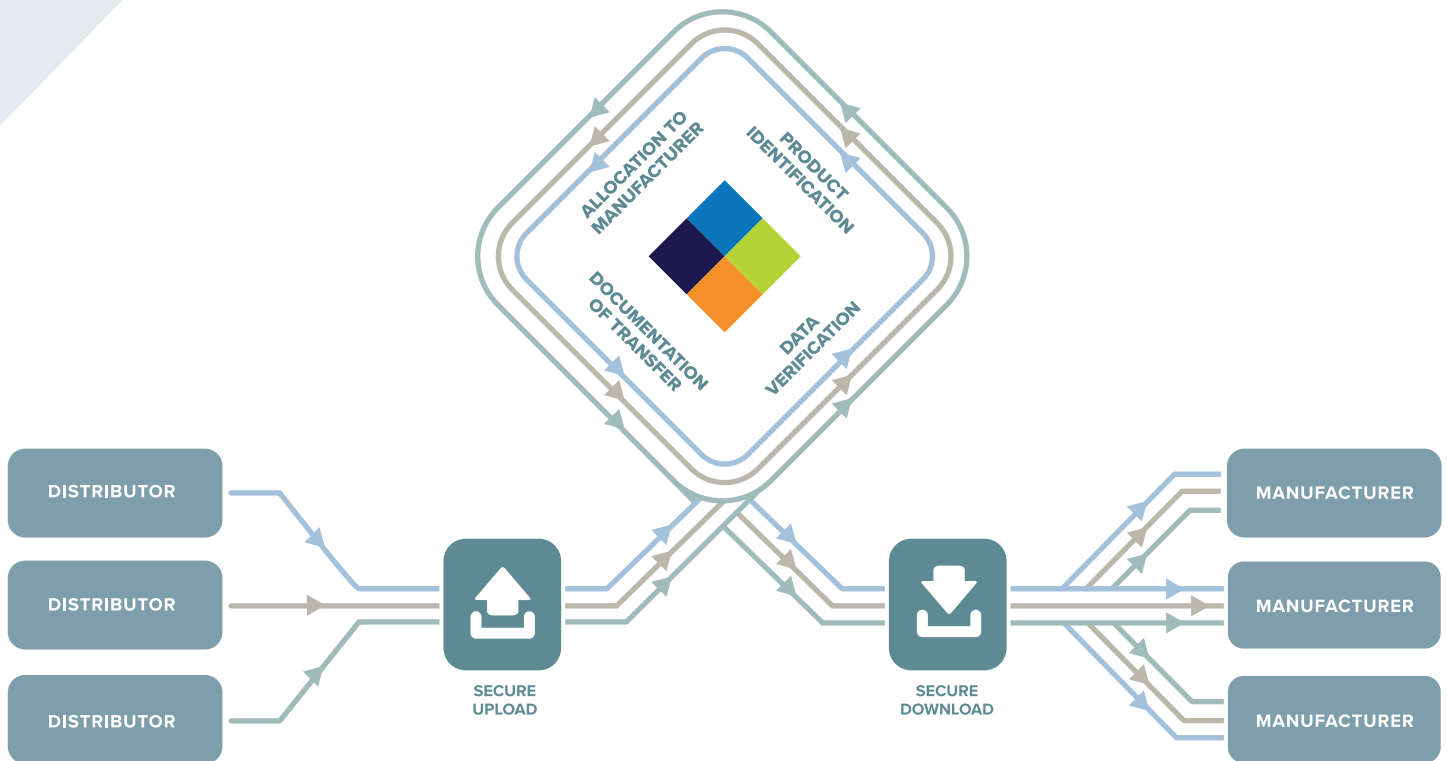 ALLOCATION TO
MANUFACTURER
PRODUCT
IDENTIFICATION
DOCUMENTATION
OF TRANSFER
DATA
VERIFICATION
DISTRIBUTOR
DISTRIBUTOR
DISTRIBUTOR
SECURE
UPLOAD
SECURE
DOWNLOAD
MANUFACTURER
MANUFACTURER
MANUFACTURER